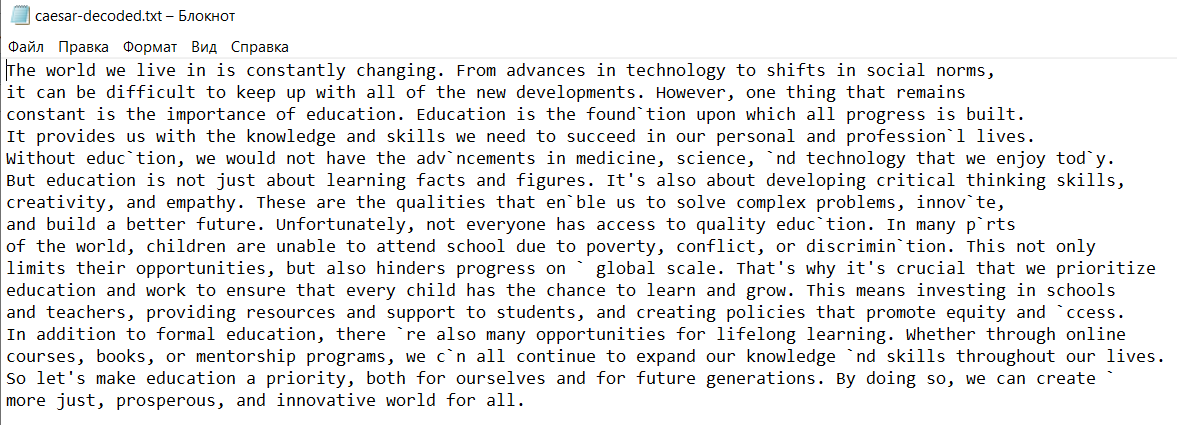 caesar-decoded.txt – Блокнот
Файл Правка Формат Вид Справка
The world we live in is constantly changing. From advances in technology to shifts in social norms,
it can be difficult to keep up with all of the new developments. However, one thing that remains
constant is the importance of education. Education is the found`tion upon which all progress is built.
It provides us with the knowledge and skills we need to succeed in our personal and profession`l lives.
Without educ`tion, we would not have the adv`ncements in medicine, science, `nd technology that we enjoy tod`y.
But education is not just about learning facts and figures. It's also about developing critical thinking skills,
creativity, and empathy. These are the qualities that en`ble us to solve complex problems, innov`te,
and build a better future. Unfortunately, not everyone has access to quality educ`tion. In many p`rts
of the world, children are unable to attend school due to poverty, conflict, or discrimin`tion. This not only
limits their opportunities, but also hinders progress on ` global scale. That's why it's crucial that we prioritize
education and work to ensure that every child has the chance to learn and grow. This means investing in schools
and teachers, providing resources and support to students, and creating policies that promote equity and `ccess.
In addition to formal education, there `re also many opportunities for lifelong learning. Whether through online
courses, books, or mentorship programs, we c`n all continue to expand our knowledge `nd skills throughout our lives.
So let's make education a priority, both for ourselves and for future generations. By doing so, we can create `
more just, prosperous, and innovative world for all.